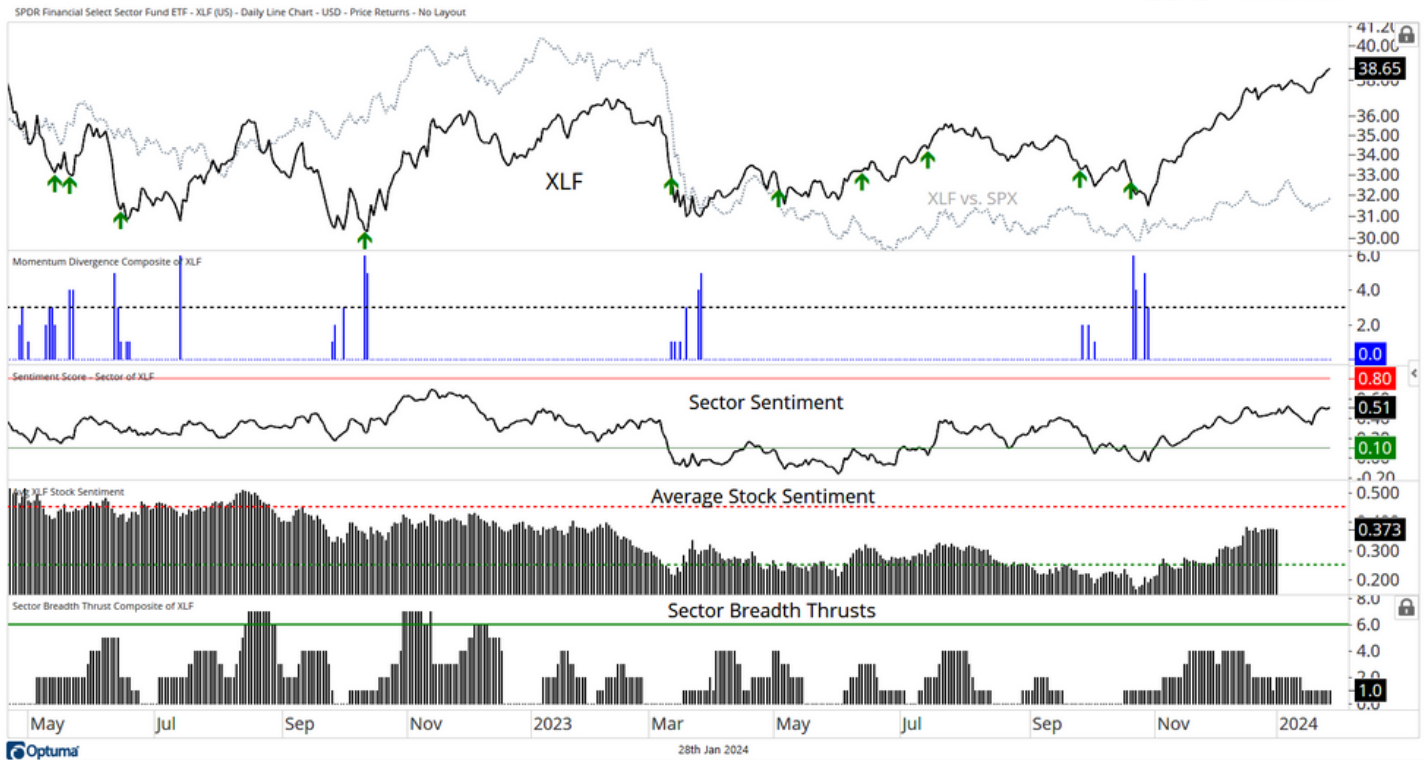 SPDR Financial Select Sector Fund ETF - XLF (US) - Daily Line Chart - USD - Price Returns - No Layout
41.20
40.00
38.65
38.00
36.00
35.00
34.00
33.00
32.00
31.00
30.00
XLF
XLF vs. SPX
Momentum Divergence Composite of XLF
6.0
4.0
2.0
0.0
Sentiment Score - Sector of XLF
Sector Sentiment
0.80
0.51
0.10
-0.20
XLF Stock Sentiment
Average Stock Sentiment
0.500
0.373
0.300
0.200
Sector Breadth Thrust Composite of XLF
Sector Breadth Thrusts
8.0
6.0
4.0
2.0
1.0
0.0
May Jul Sep Nov 2023 Mar May Jul Sep Nov 2024
Optuma
28th Jan 2024